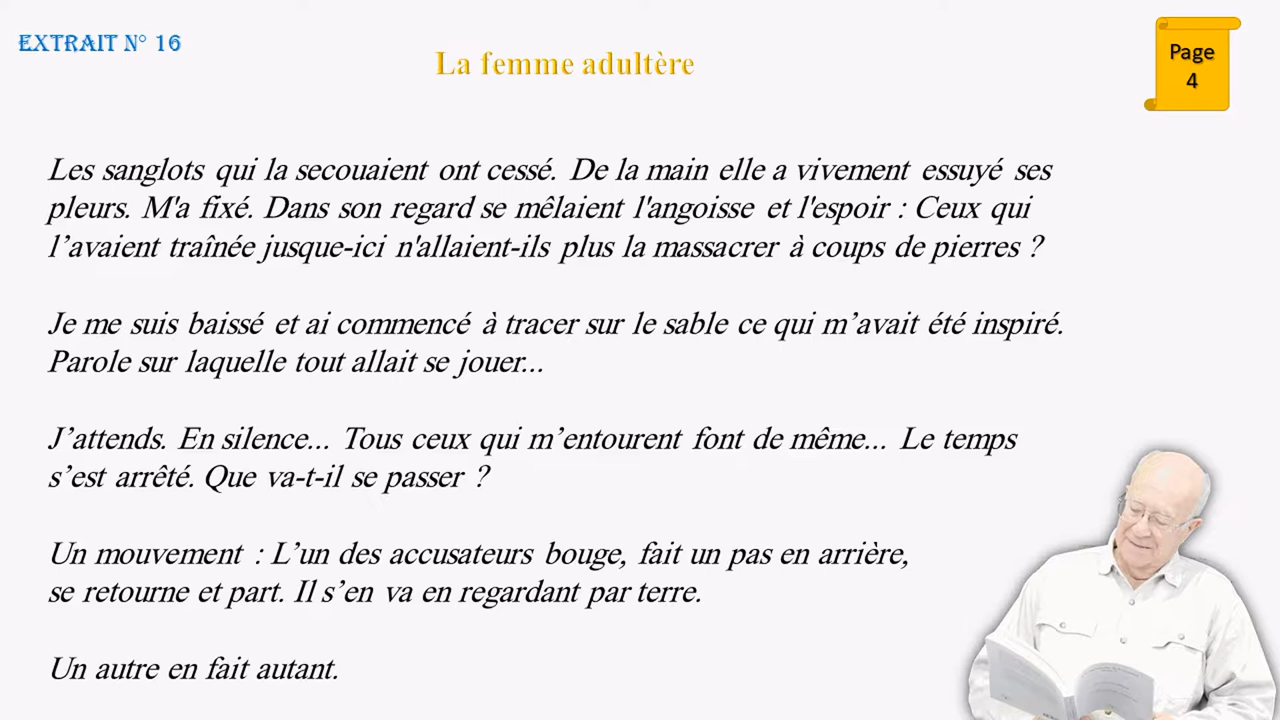 EXTRAIT N° 16
La femme adultère
Page
4
Les sanglots qui la secouaient ont cessé. De la main elle a vivement essuyé ses
pleurs. M'a fixé. Dans son regard se mêlaient l'angoisse et l'espoir : Ceux qui
l’avaient traînée jusque-ici n'allaient-ils plus la massacrer à coups de pierres ?
Je me suis baissé et ai commencé à tracer sur le sable ce qui m’avait été inspiré.
Parole sur laquelle tout allait se jouer...
J’attends. En silence... Tous ceux qui m’entourent font de même... Le temps
s’est arrêté. Que va-t-il se passer ?
Un mouvement : L’un des accusateurs bouge, fait un pas en arrière,
se retourne et part. Il s’en va en regardant par terre.
Un autre en fait autant.